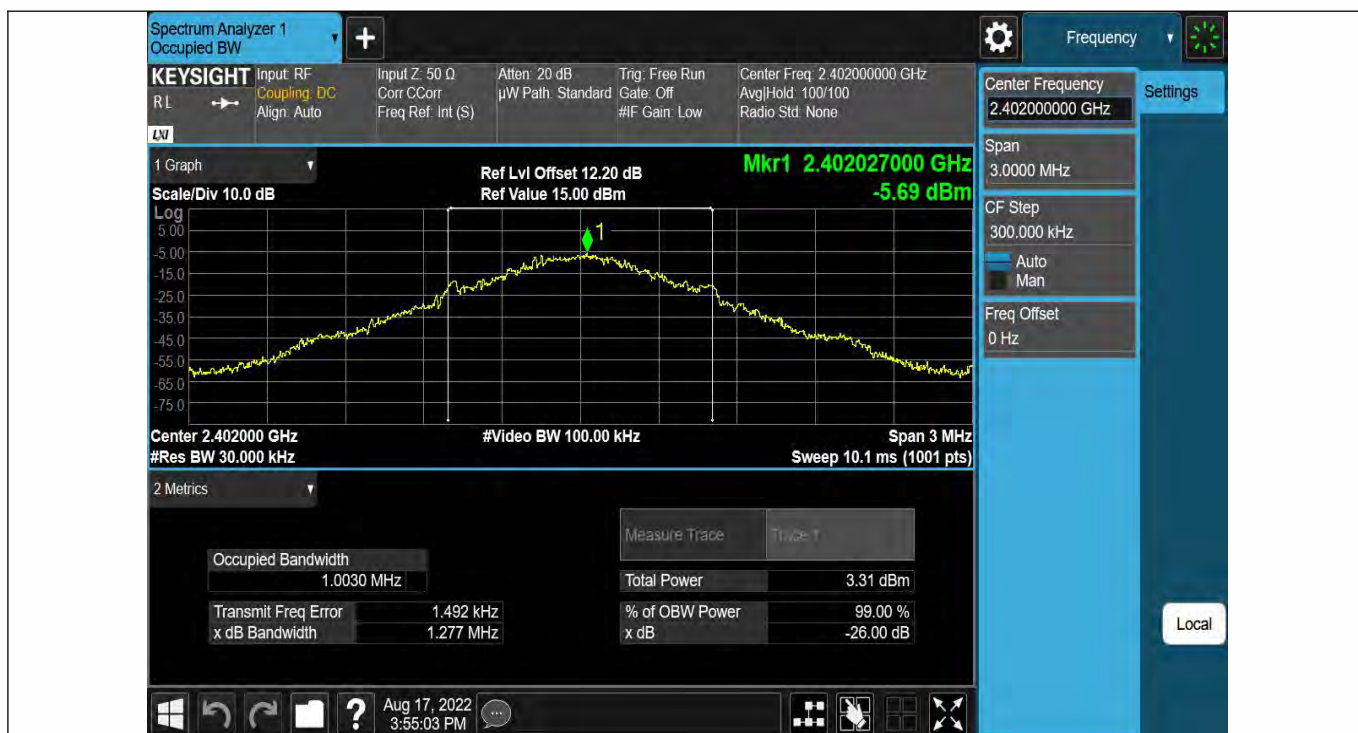 Spectrum Analyzer 1
Occupied BW
+
Frequency
KEYSIGHT
R L
LXI
Input: RF
Coupling: DC
Align: Auto
Input Z: 50 Ω
Corr CCorr
Freq Ref: Int (S)
Atten: 20 dB
µW Path: Standard
Trig: Free Run
Gate: Off
#IF Gain: Low
Center Freq: 2.402000000 GHz
Avg|Hold: 100/100
Radio Std: None
1 Graph
Scale/Div 10.0 dB
Ref Lvl Offset 12.20 dB
Ref Value 15.00 dBm
Mkr1 2.402027000 GHz
-5.69 dBm
Log
5.00
-5.00
-15.0
-25.0
-35.0
-45.0
-55.0
-65.0
-75.0
1
Center 2.402000 GHz
#Res BW 30.000 kHz
#Video BW 100.00 kHz
Span 3 MHz
Sweep 10.1 ms (1001 pts)
2 Metrics
Measure Trace
Trace 1
Occupied Bandwidth
1.0030 MHz
Total Power 3.31 dBm
Transmit Freq Error 1.492 kHz
% of OBW Power 99.00 %
x dB Bandwidth 1.277 MHz
x dB -26.00 dB
Center Frequency
2.402000000 GHz
Settings
Span
3.0000 MHz
CF Step
300.000 kHz
Auto
Man
Freq Offset
0 Hz
Local
?
Aug 17, 2022
3:55:03 PM